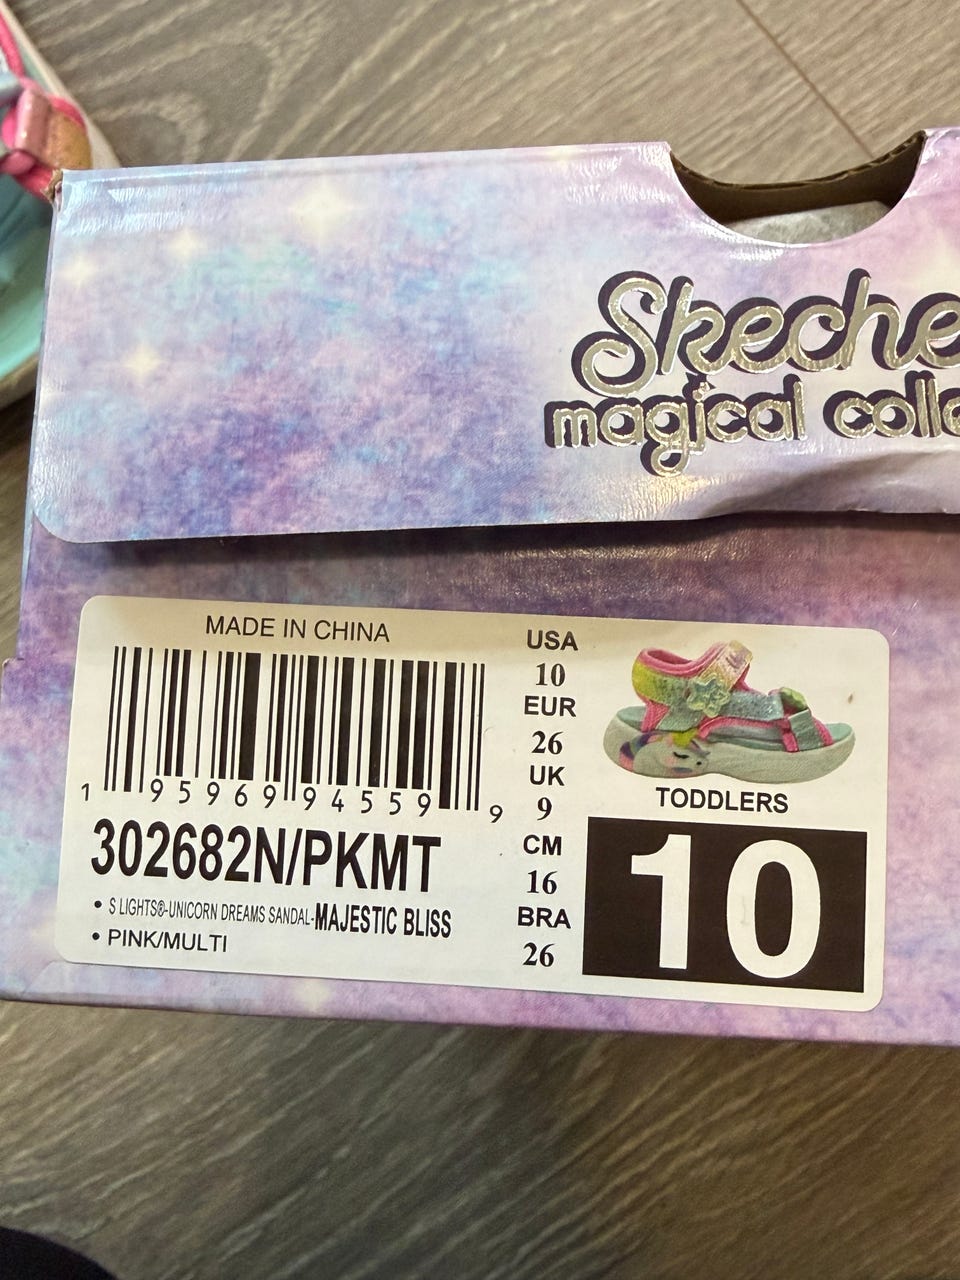 Skeche
magical colle
MADE IN CHINA
1 95969 94559 9
302682N/PKMT
• S LIGHTS®-UNICORN DREAMS SANDAL-MAJESTIC BLISS
• PINK/MULTI
USA
10
EUR
26
UK
9
CM
16
BRA
26
TODDLERS
10